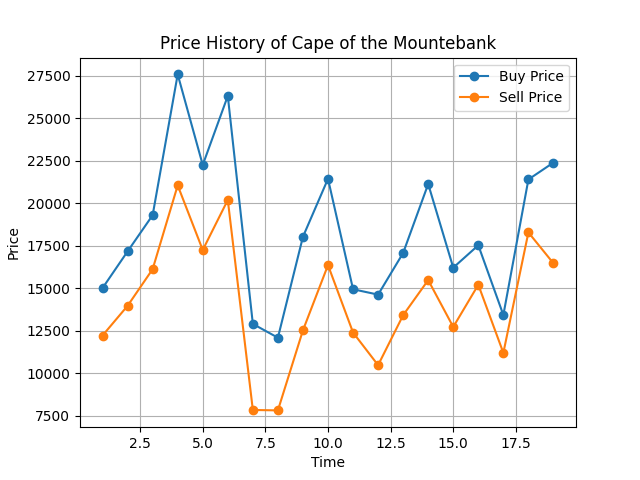 Price History of Cape of the Mountebank
Buy Price
Sell Price
Price
27500
25000
22500
20000
17500
15000
12500
10000
7500
2.5 5.0 7.5 10.0 12.5 15.0 17.5
Time